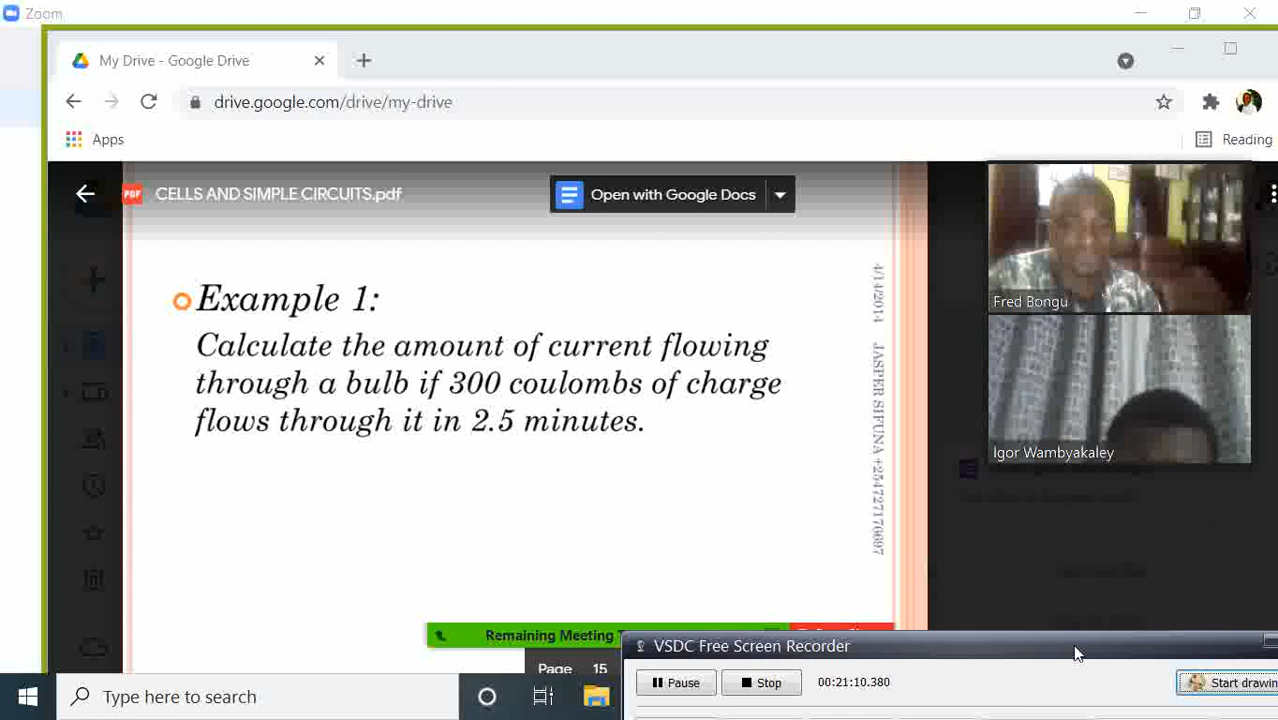 Zoom
My Drive - Google Drive
drive.google.com/drive/my-drive
Apps
Reading
PDF
CELLS AND SIMPLE CIRCUITS.pdf
Open with Google Docs
Example 1:
Calculate the amount of current flowing
through a bulb if 300 coulombs of charge
flows through it in 2.5 minutes.
4/14/2014 JASPER SIFUNA +254727176697
Fred Bongu
Igor Wambyakaley
Remaining Meeting
Page 15
VSDC Free Screen Recorder
Pause
Stop
00:21:10.380
Start drawin
Type here to search